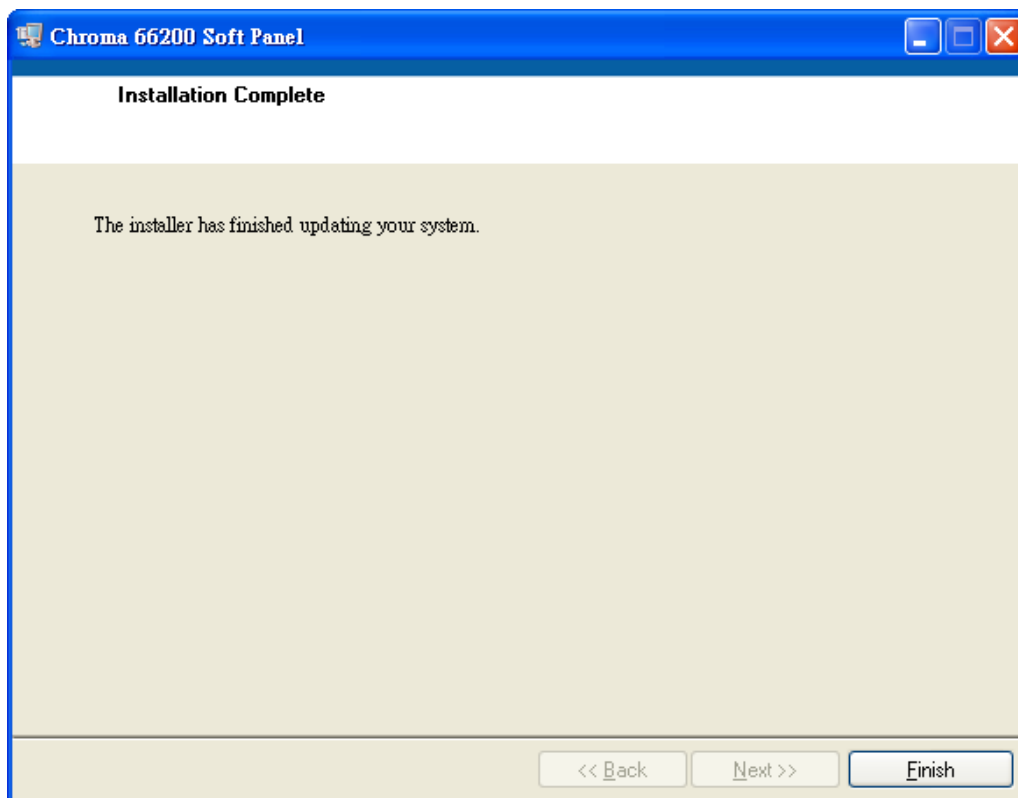 Chroma 66200 Soft Panel
Installation Complete
The installer has finished updating your system.
<< Back
Next >>
Finish